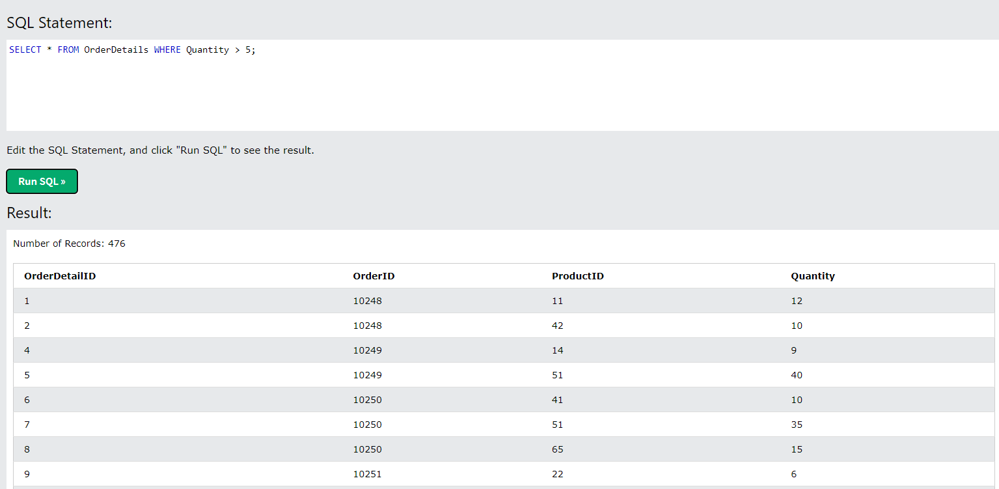 SQL Statement:
SELECT * FROM OrderDetails WHERE Quantity > 5;
Edit the SQL Statement, and click "Run SQL" to see the result.
Run SQL »
Result:
Number of Records: 476
OrderDetailID OrderID ProductID Quantity
1 10248 11 12
2 10248 42 10
4 10249 14 9
5 10249 51 40
6 10250 41 10
7 10250 51 35
8 10250 65 15
9 10251 22 6